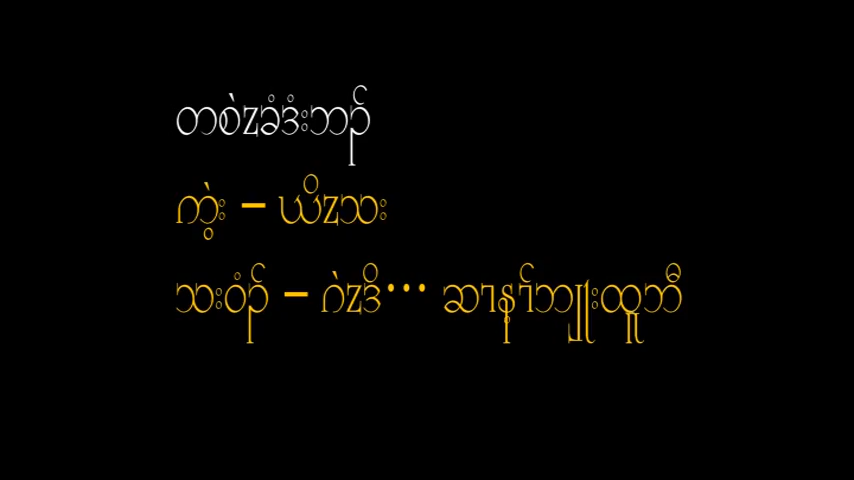 တစဲzခံဒံးဘၣ်
ကွဲး – ယိzသး
သးဝံၣ် – ဂဲzဒိ… ဆၢန့ၢ်ဘျူးထူဘီ